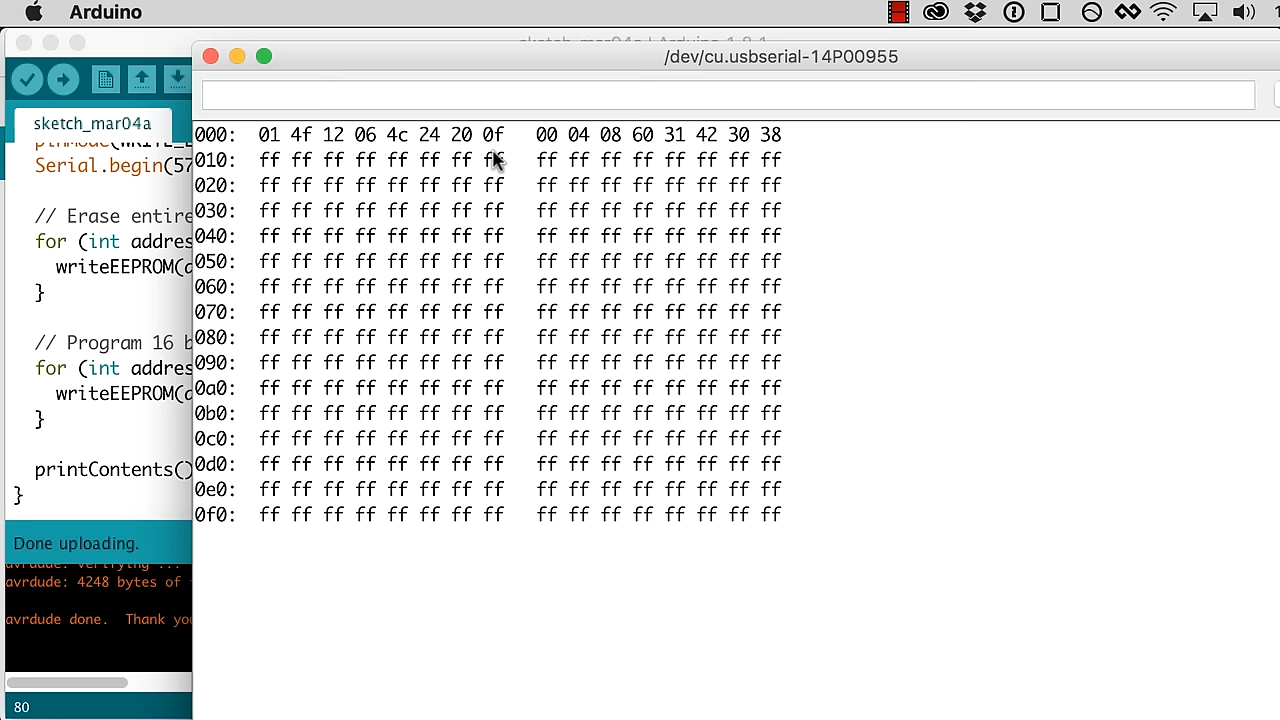 Arduino
/dev/cu.usbserial-14P00955
sketch_mar04a
Serial.begin(57
// Erase entire
for (int addres
writeEEPROM(a
}
// Program 16 b
for (int addres
writeEEPROM(a
}
printContents()
}
Done uploading.
avrdude: verifying ...
avrdude: 4248 bytes of
avrdude done. Thank you
80
000: 01 4f 12 06 4c 24 20 0f 00 04 08 60 31 42 30 38
010: ff ff ff ff ff ff ff ff ff ff ff ff ff ff ff ff
020: ff ff ff ff ff ff ff ff ff ff ff ff ff ff ff ff
030: ff ff ff ff ff ff ff ff ff ff ff ff ff ff ff ff
040: ff ff ff ff ff ff ff ff ff ff ff ff ff ff ff ff
050: ff ff ff ff ff ff ff ff ff ff ff ff ff ff ff ff
060: ff ff ff ff ff ff ff ff ff ff ff ff ff ff ff ff
070: ff ff ff ff ff ff ff ff ff ff ff ff ff ff ff ff
080: ff ff ff ff ff ff ff ff ff ff ff ff ff ff ff ff
090: ff ff ff ff ff ff ff ff ff ff ff ff ff ff ff ff
0a0: ff ff ff ff ff ff ff ff ff ff ff ff ff ff ff ff
0b0: ff ff ff ff ff ff ff ff ff ff ff ff ff ff ff ff
0c0: ff ff ff ff ff ff ff ff ff ff ff ff ff ff ff ff
0d0: ff ff ff ff ff ff ff ff ff ff ff ff ff ff ff ff
0e0: ff ff ff ff ff ff ff ff ff ff ff ff ff ff ff ff
0f0: ff ff ff ff ff ff ff ff ff ff ff ff ff ff ff ff